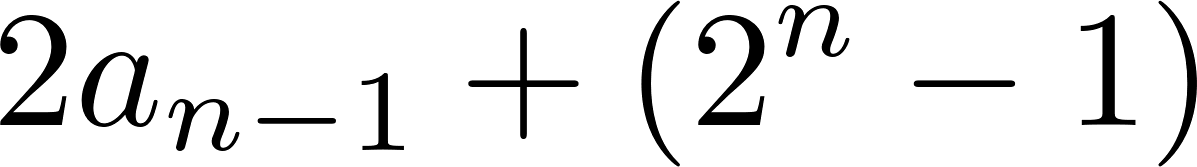 2a_{n-1} + (2^n - 1)